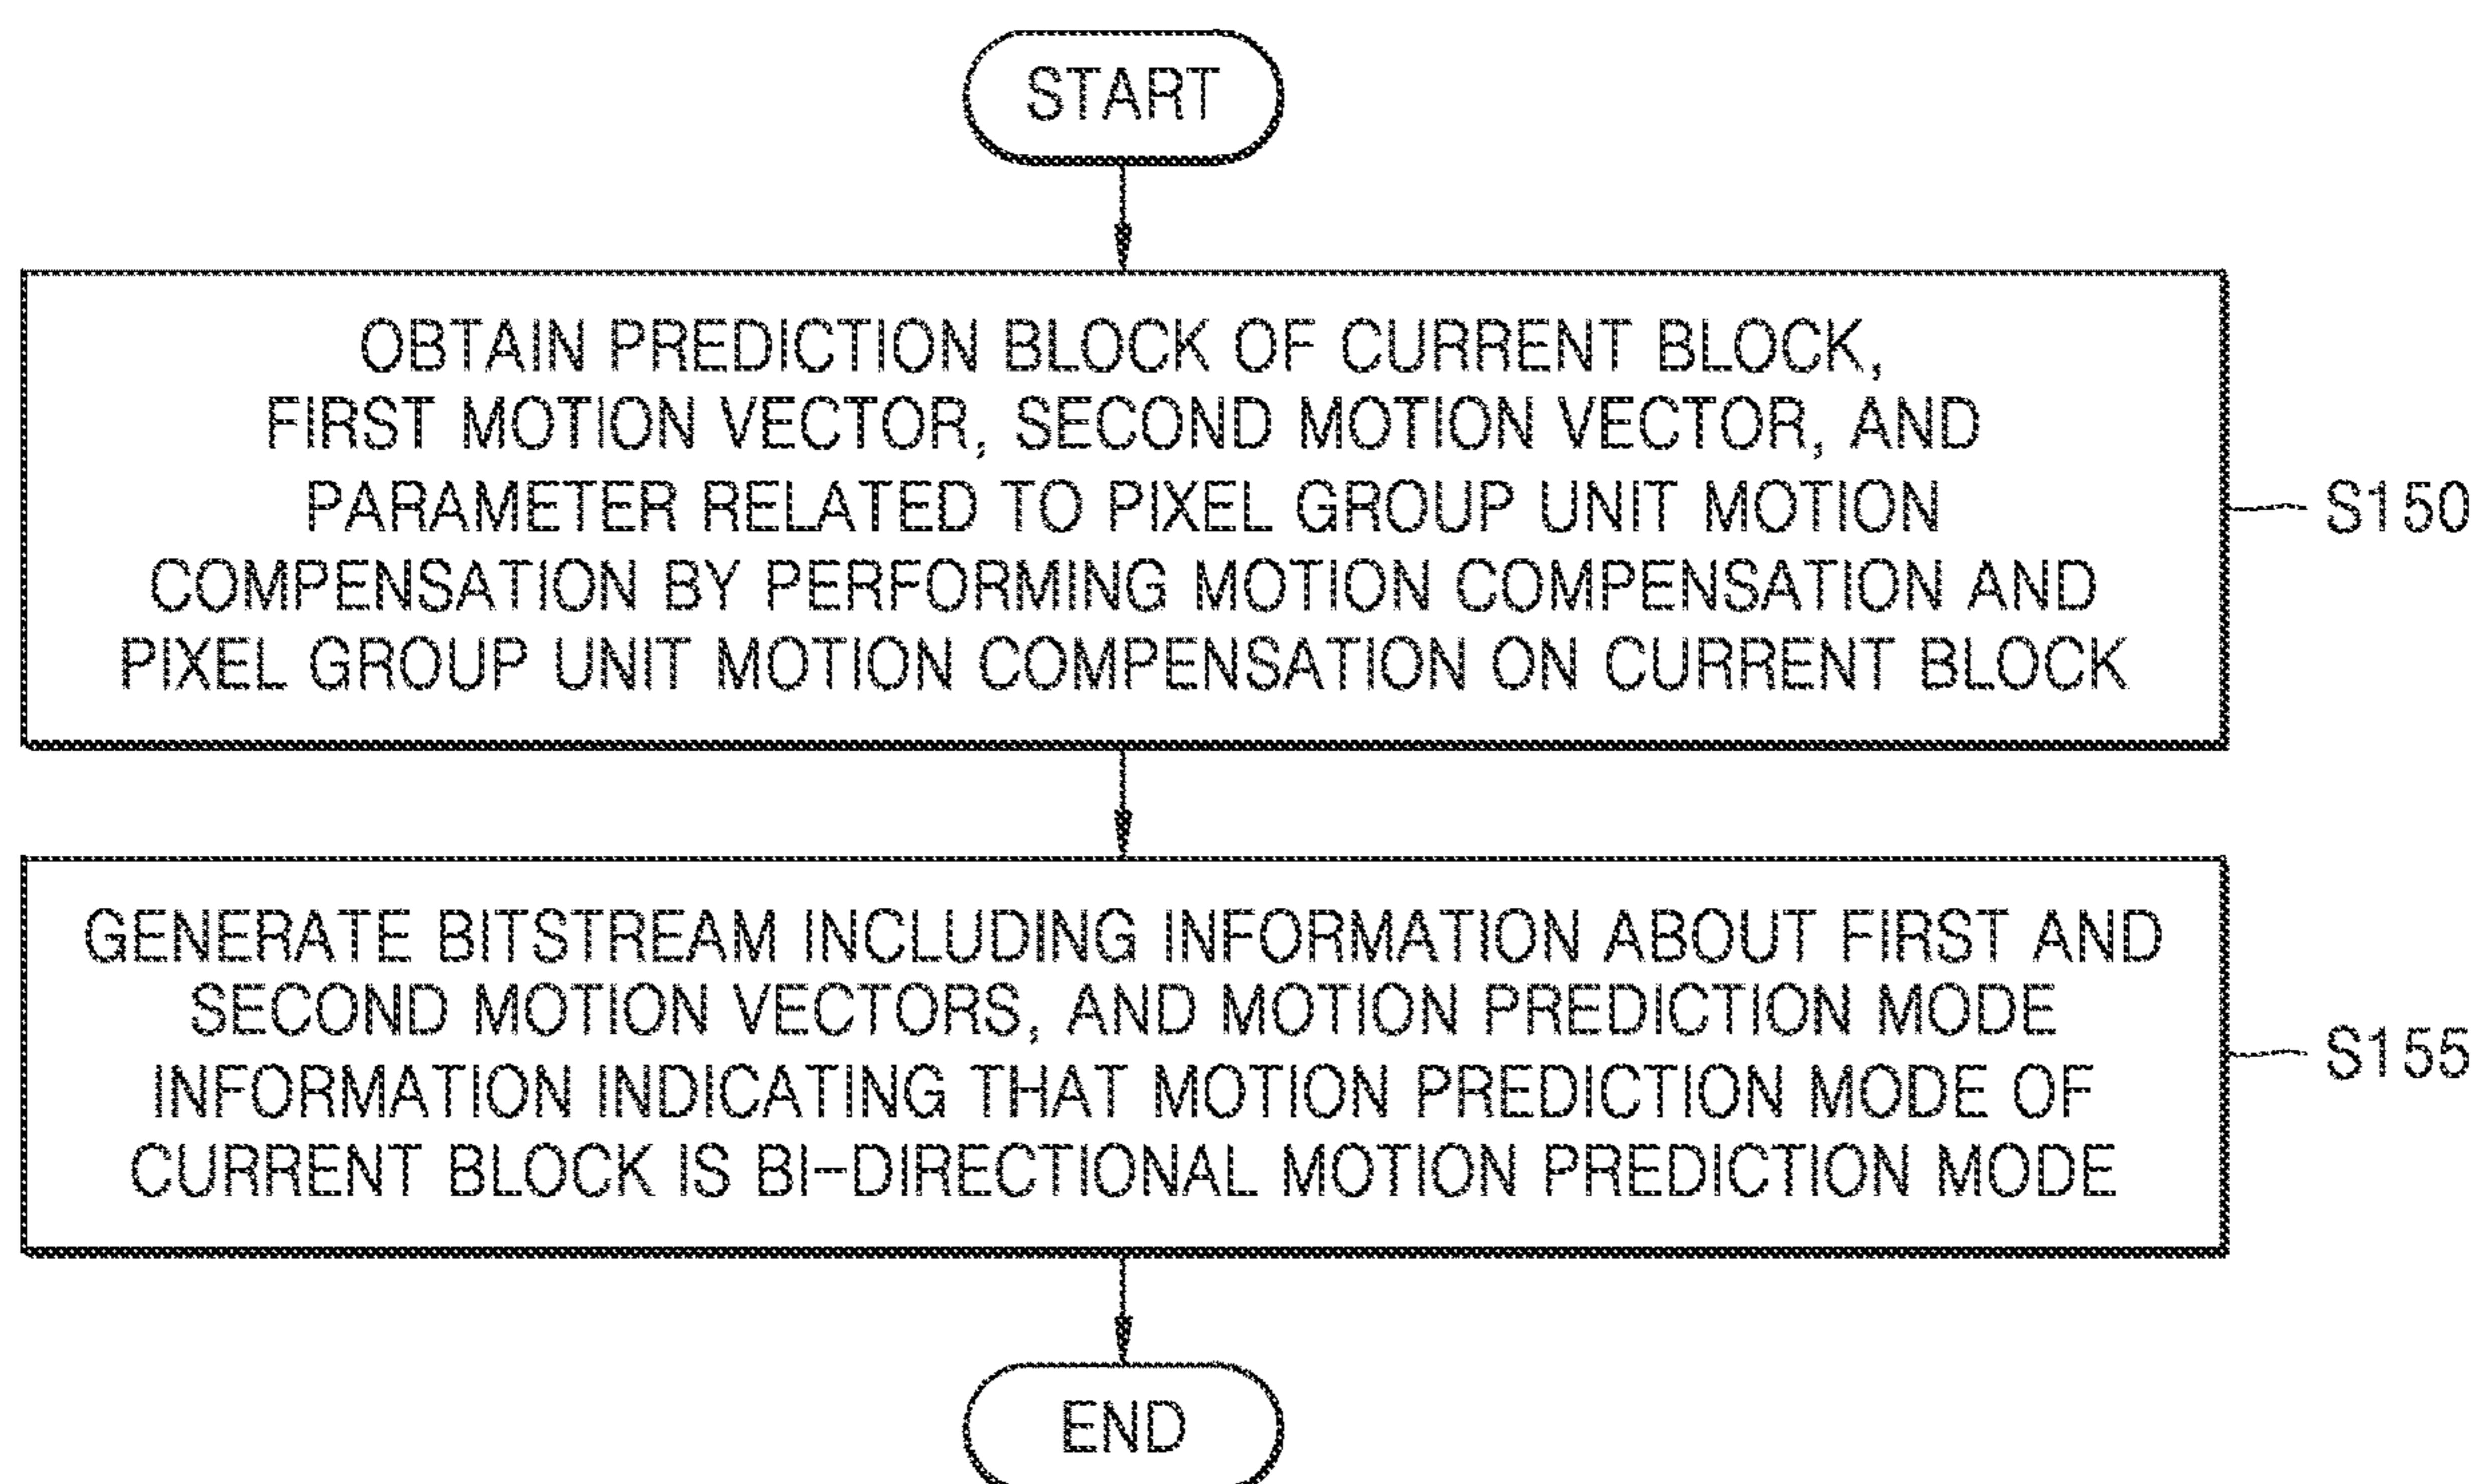 START
OBTAIN PREDICTION BLOCK OF CURRENT BLOCK,
FIRST MOTION VECTOR, SECOND MOTION VECTOR, AND
PARAMETER RELATED TO PIXEL GROUP UNIT MOTION
COMPENSATION BY PERFORMING MOTION COMPENSATION AND
PIXEL GROUP UNIT MOTION COMPENSATION ON CURRENT BLOCK
S150
GENERATE BITSTREAM INCLUDING INFORMATION ABOUT FIRST AND
SECOND MOTION VECTORS, AND MOTION PREDICTION MODE
INFORMATION INDICATING THAT MOTION PREDICTION MODE OF
CURRENT BLOCK IS BI-DIRECTIONAL MOTION PREDICTION MODE
S155
END